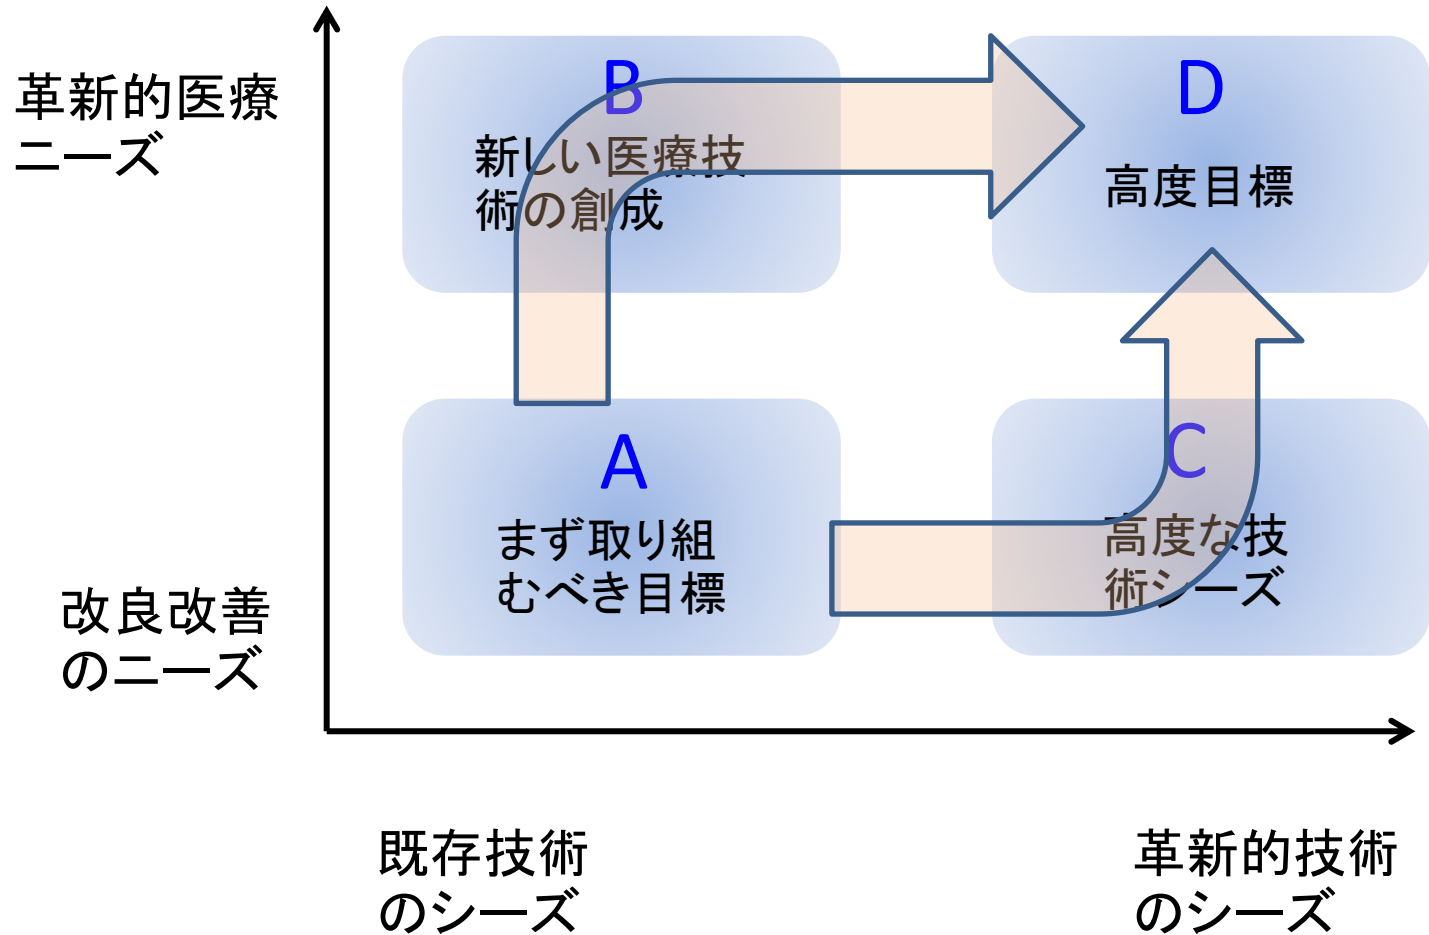 革新的医療
ニーズ
B
新しい医療技
術の創成
D
高度目標
A
まず取り組
むべき目標
C
高度な技
術シーズ
改良改善
のニーズ
既存技術
のシーズ
革新的技術
のシーズ